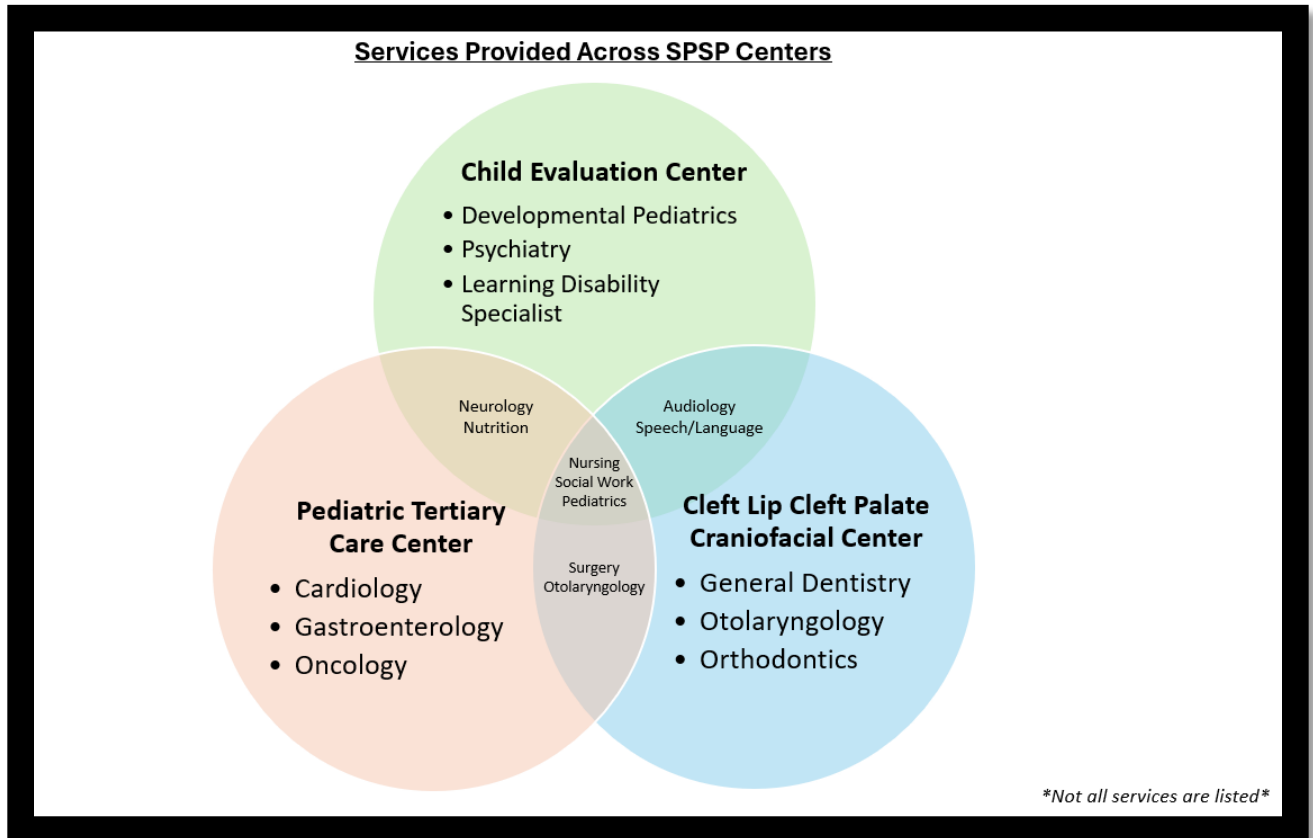 Services Provided Across SPSP Centers
Child Evaluation Center
• Developmental Pediatrics
• Psychiatry
• Learning Disability
Specialist
Neurology
Nutrition
Audiology
Speech/Language
Nursing
Social Work
Pediatrics
Pediatric Tertiary
Care Center
• Cardiology
• Gastroenterology
• Oncology
Surgery
Otolaryngology
Cleft Lip Cleft Palate
Craniofacial Center
• General Dentistry
• Otolaryngology
• Orthodontics
*Not all services are listed*